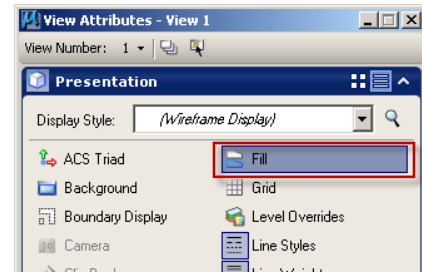 View Attributes - View 1
View Number: 1
Presentation
Display Style: (Wireframe Display)
ACS Triad Fill
Background Grid
Boundary Display Level Overrides
Camera Line Styles